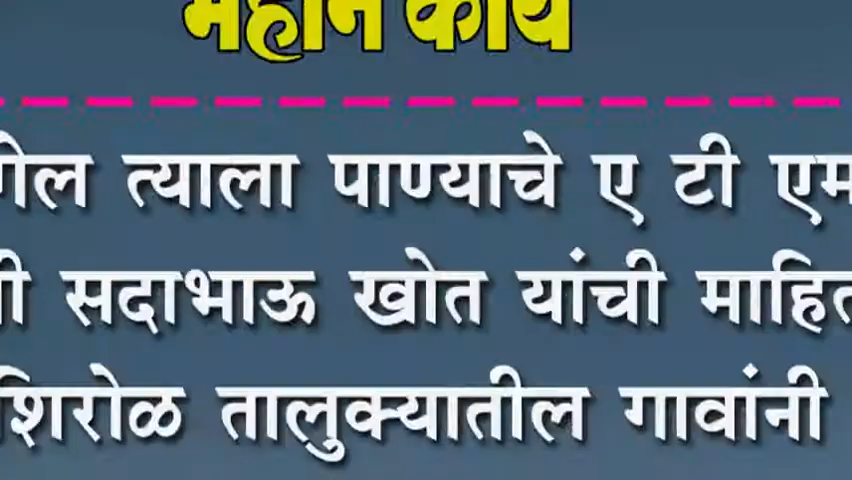 महान कार्य
त्याला पाण्याचे ए टी एम
सदाभाऊ खोत यांची
शिरोळ तालुक्यातील गावांनी